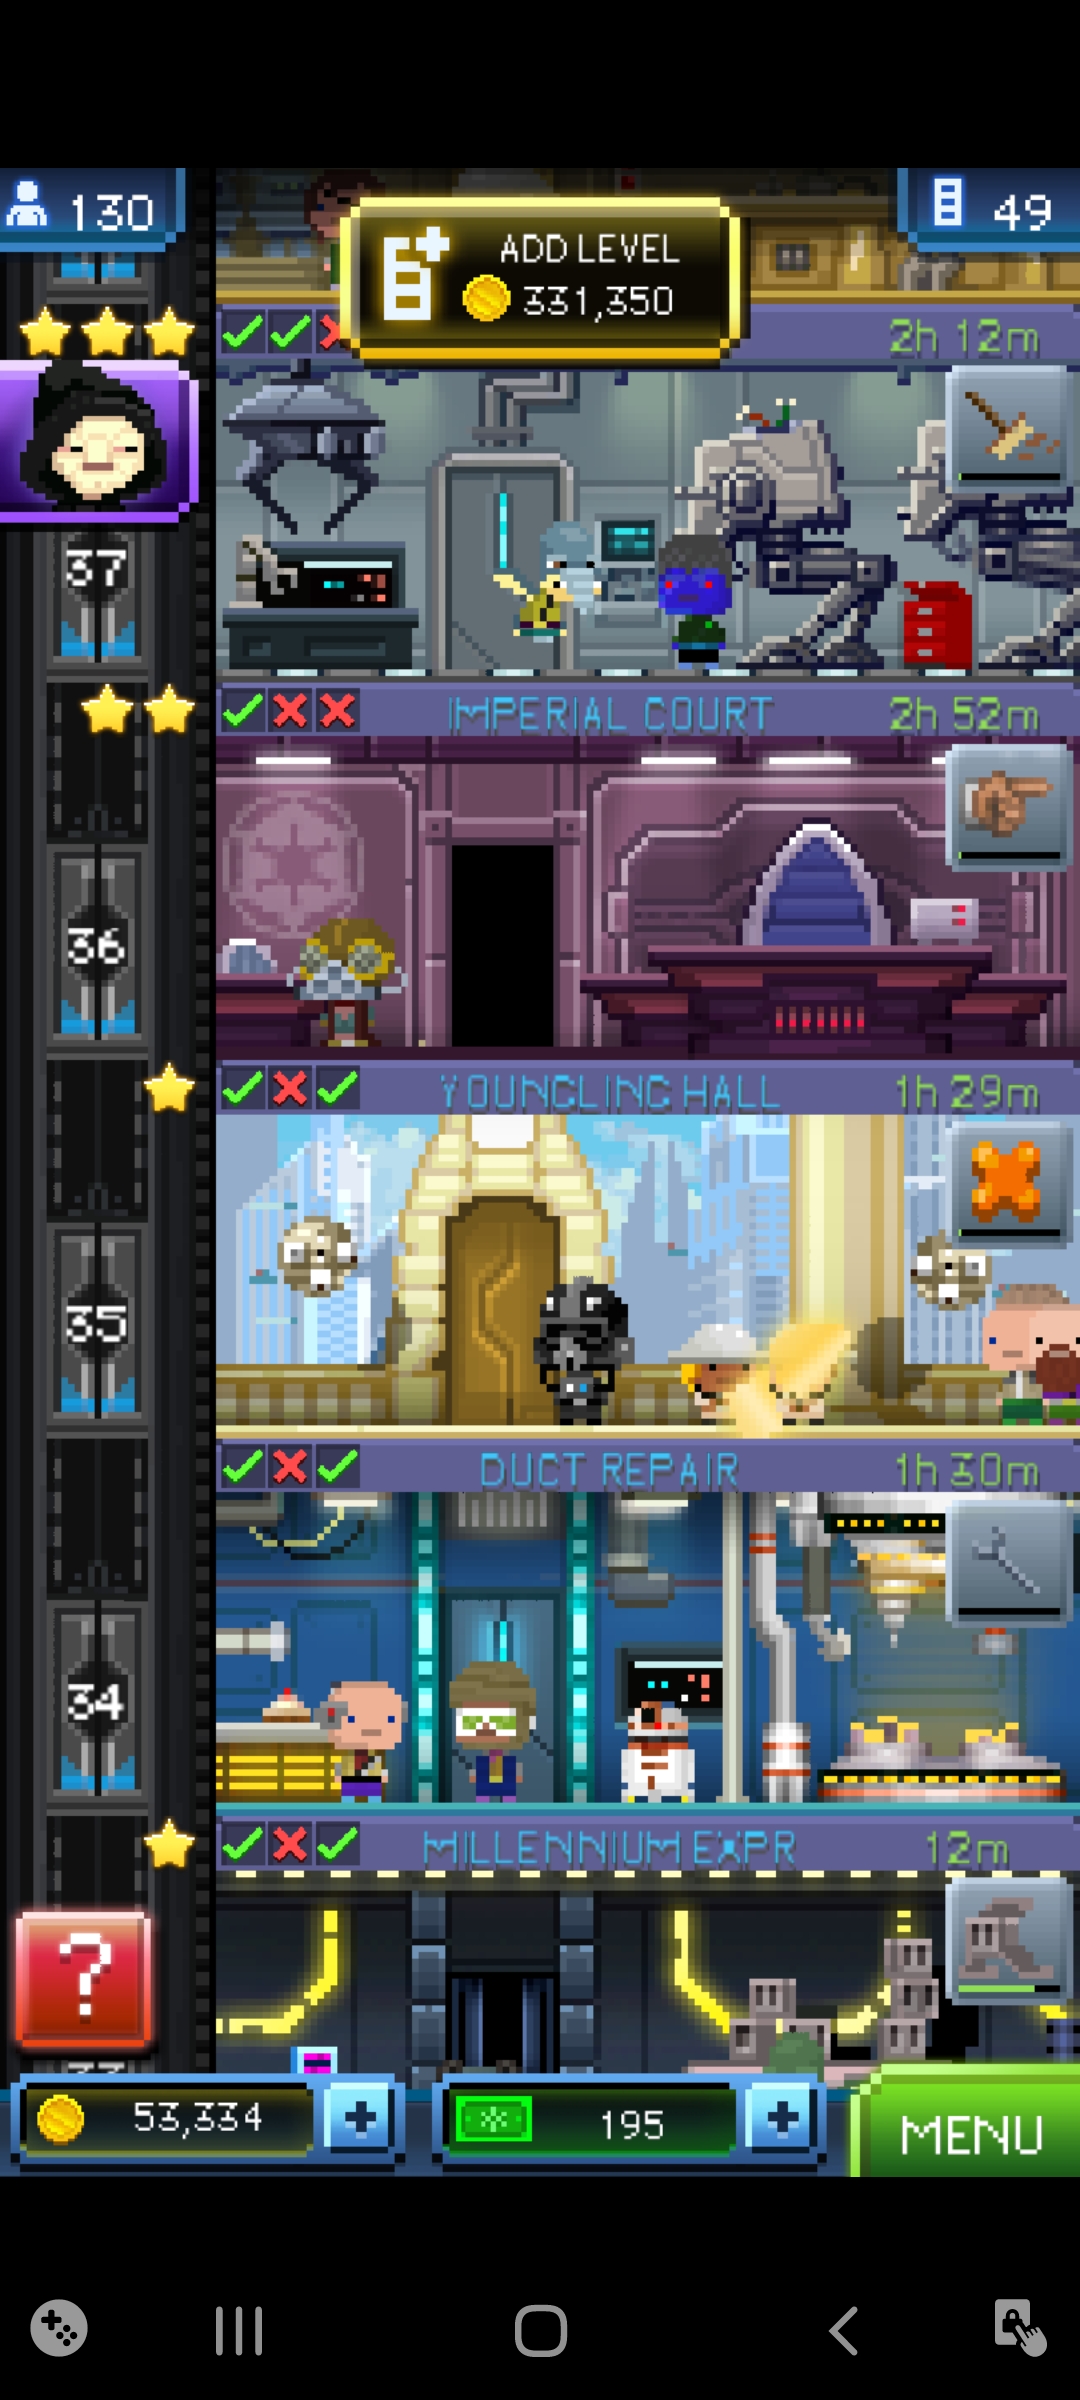 130
ADD LEVEL
331,350
49
2h 12m
37
IMPERIAL COURT
2h 52m
36
YOUNGLING HALL
1h 29m
35
DUCT REPAIR
1h 30m
34
MILLENNIUM EXPR
12m
?
53,334
195
MENU